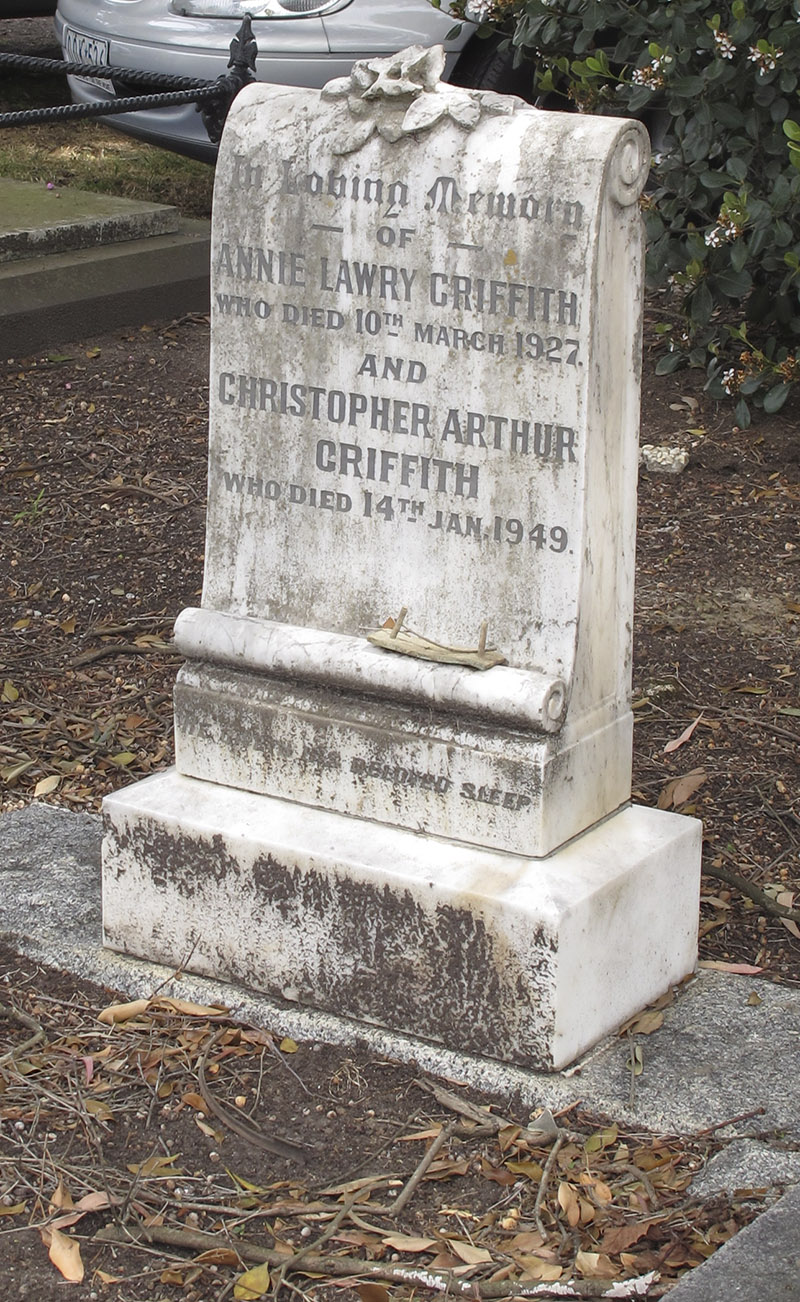 In Loving Memory
OF
ANNIE LAWRY GRIFFITH
WHO DIED 10TH MARCH 1927.
AND
CHRISTOPHER ARTHUR
GRIFFITH
WHO DIED 14TH JAN. 1949.
BELOVED SLEEP